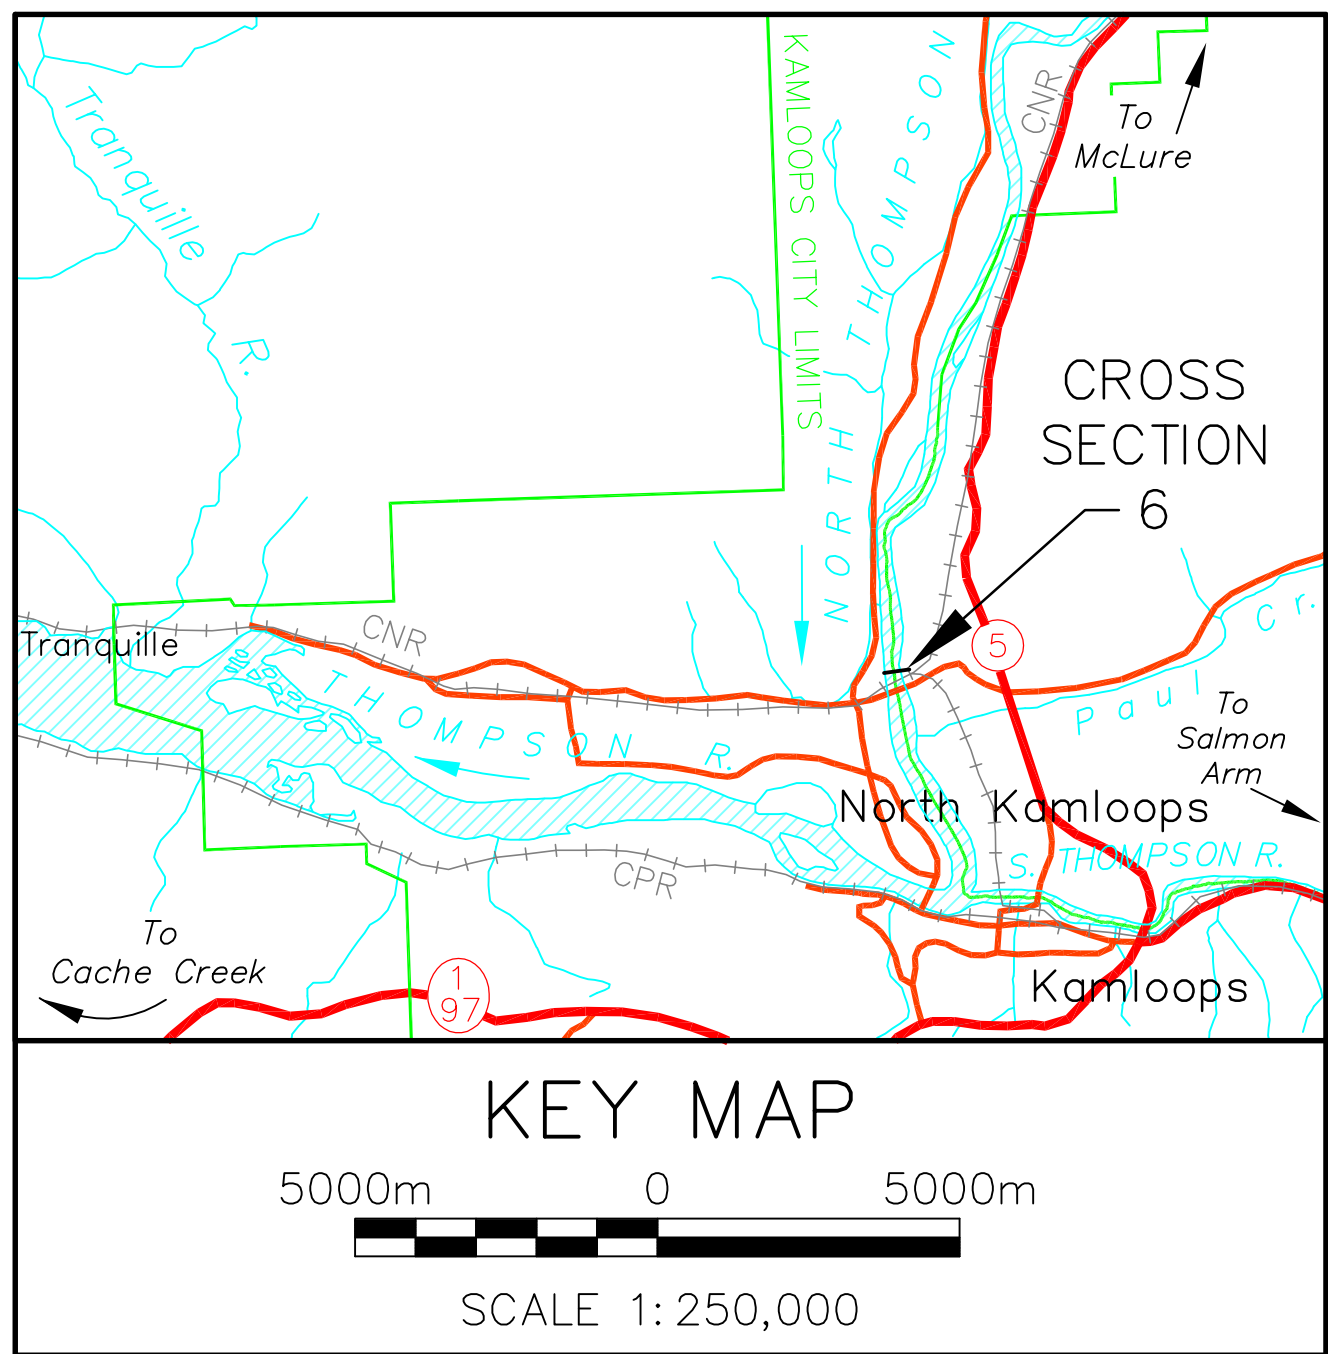 Tranquille
R.
KAMLOOPS CITY LIMITS
NORTH THOMPSON
CNR
To
McLure
CROSS
SECTION
6
5
Paul Cr.
To
Salmon
Arm
Tranquille
CNR
THOMPSON R.
North Kamloops
S. THOMPSON R.
CPR
To
Cache Creek
1
97
Kamloops
KEY MAP
5000m 0 5000m
SCALE 1:250,000